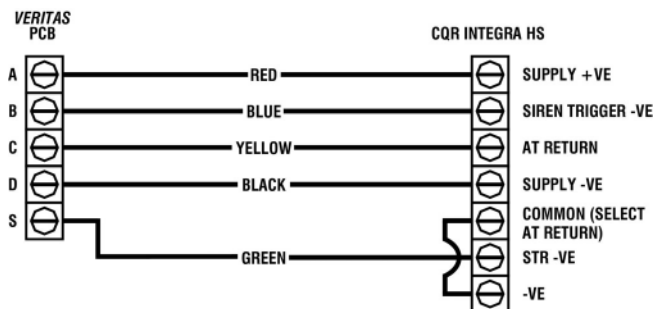 VERITAS
PCB
CQR INTEGRA HS
A RED SUPPLY +VE
B BLUE SIREN TRIGGER -VE
C YELLOW AT RETURN
D BLACK SUPPLY -VE
S COMMON (SELECT
AT RETURN)
GREEN STR -VE
-VE